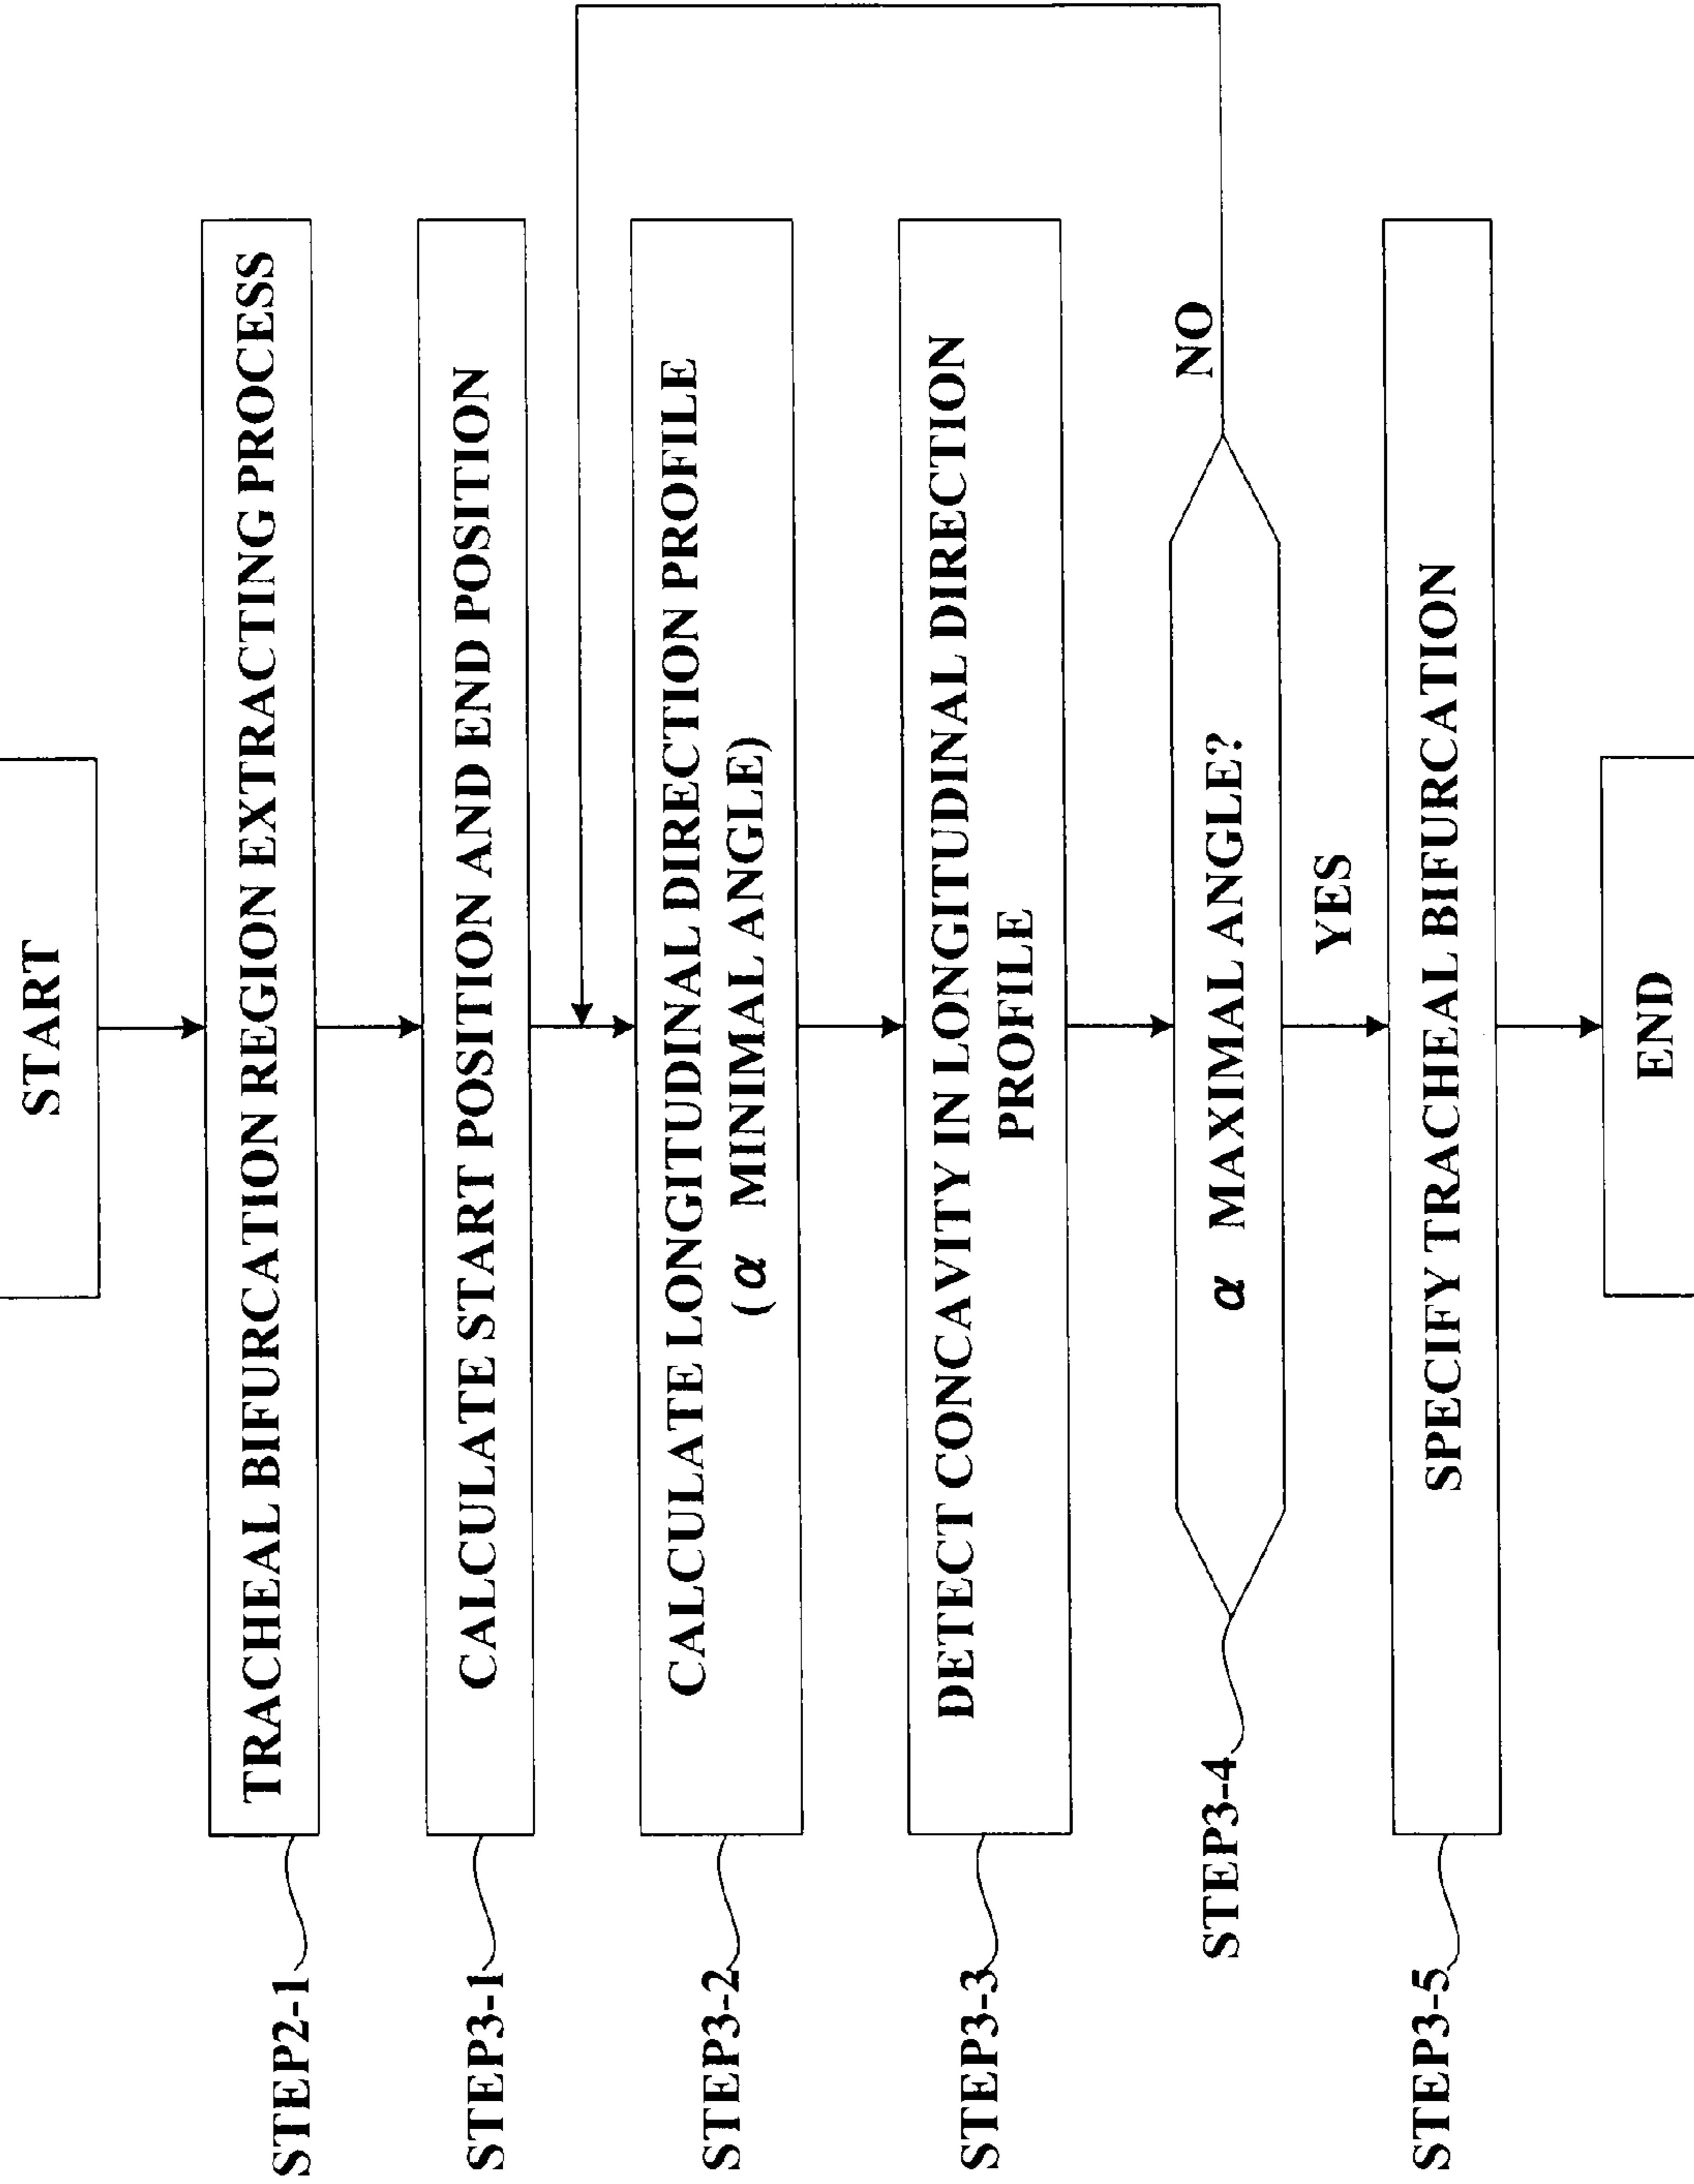 START
STEP2-1
TRACHEAL BIFURCATION REGION EXTRACTING PROCESS
STEP3-1
CALCULATE START POSITION AND END POSITION
STEP3-2
CALCULATE LONGITUDINAL DIRECTION PROFILE
(α MINIMAL ANGLE)
STEP3-3
DETECT CONCAVITY IN LONGITUDINAL DIRECTION
PROFILE
STEP3-4
α MAXIMAL ANGLE?
NO
YES
STEP3-5
SPECIFY TRACHEAL BIFURCATION
END